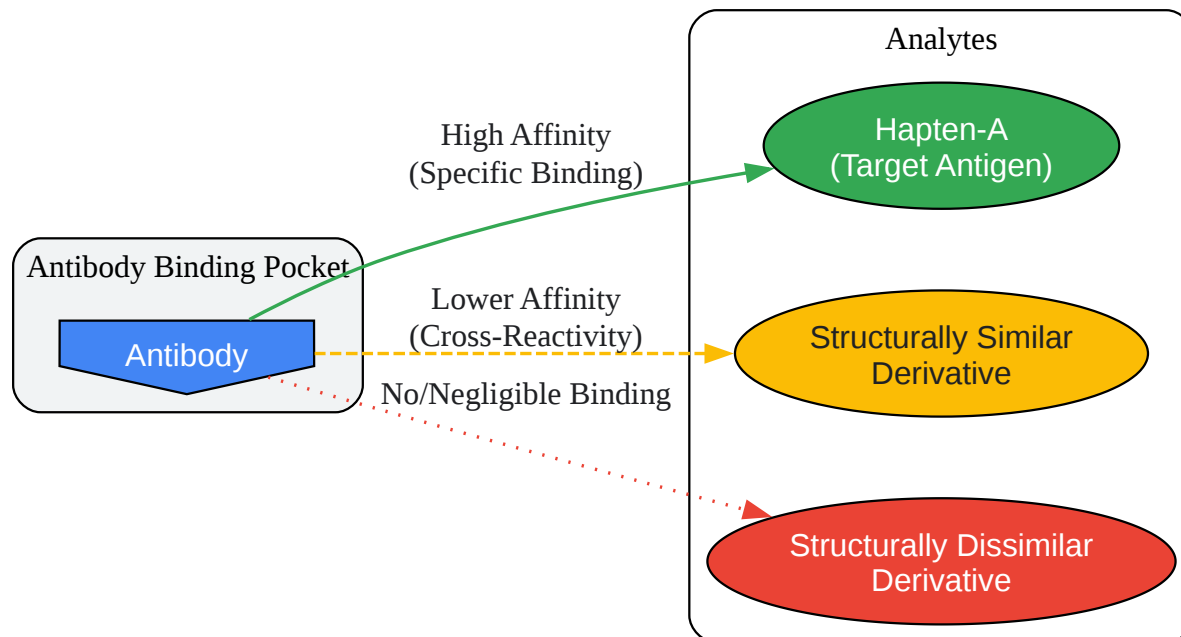 Analytes
Hapten-A
(Target Antigen)
High Affinity
(Specific Binding)
Antibody Binding Pocket
Antibody
Lower Affinity
(Cross-Reactivity)
Structurally Similar
Derivative
No/Negligible Binding
Structurally Dissimilar
Derivative